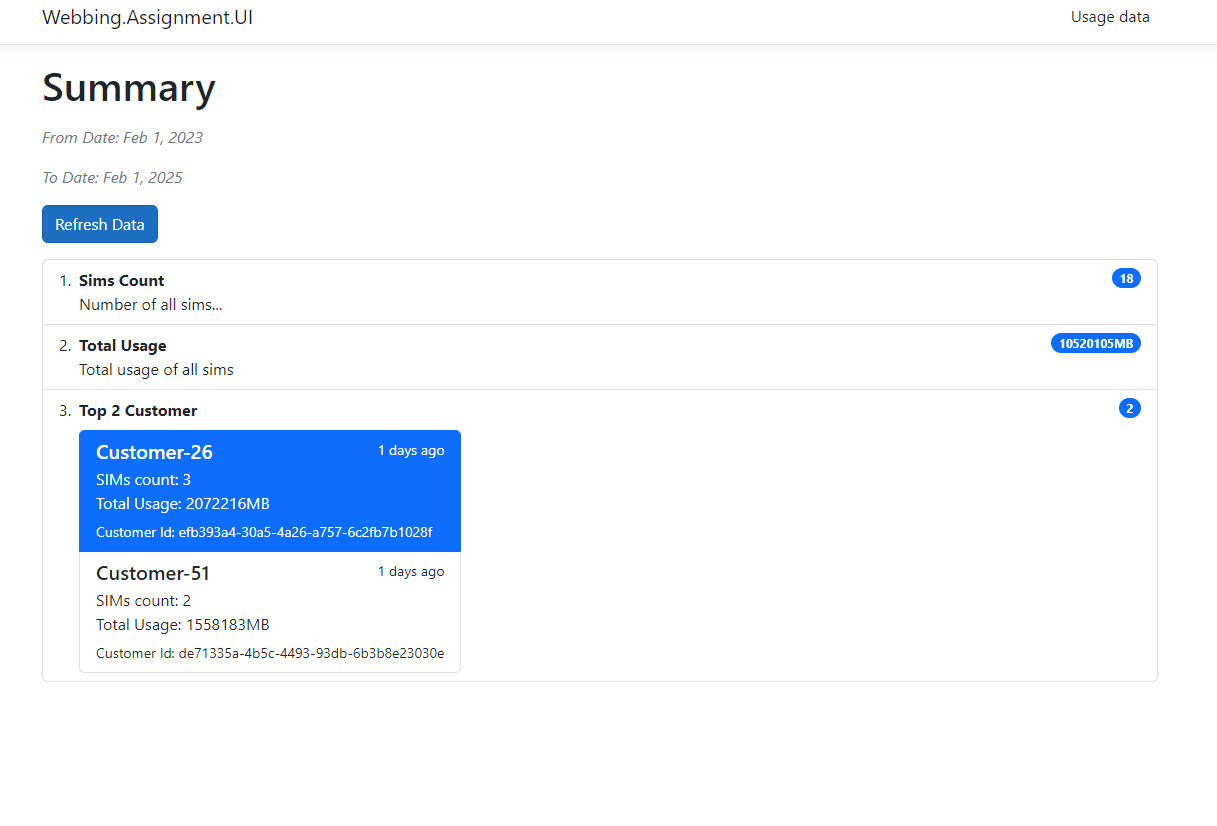 Webbing.Assignment.UI
Usage data
Summary
From Date: Feb 1, 2023
To Date: Feb 1, 2025
Refresh Data
1. Sims Count
18
Number of all sims...
2. Total Usage
10520105MB
Total usage of all sims
3. Top 2 Customer
2
Customer-26
1 days ago
SIMs count: 3
Total Usage: 2072216MB
Customer Id: efb393a4-30a5-4a26-a757-6c2fb7b1028f
Customer-51
1 days ago
SIMs count: 2
Total Usage: 1558183MB
Customer Id: de71335a-4b5c-4493-93db-6b3b8e23030e